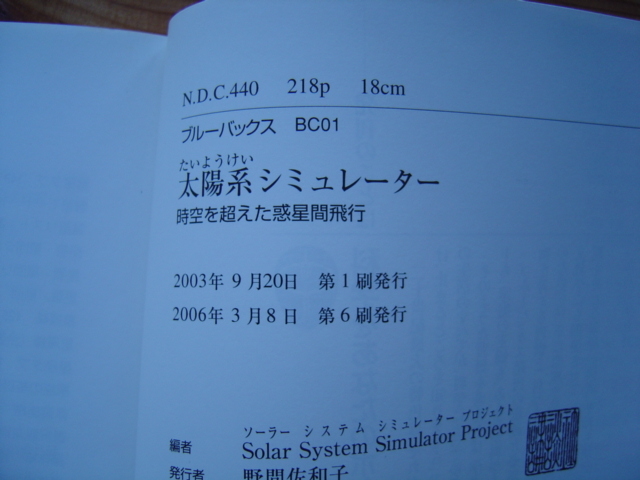 N.D.C.440 218p 18cm
ブルーバックス BC01
たいようけい
太陽系シミュレーター
時空を超えた惑星間飛行
2003年9月20日 第1刷発行
2006年3月8日 第6刷発行
ソーラー システム シミュレーター プロジェクト
編者 Solar System Simulator Project
発行者 野間佐和子